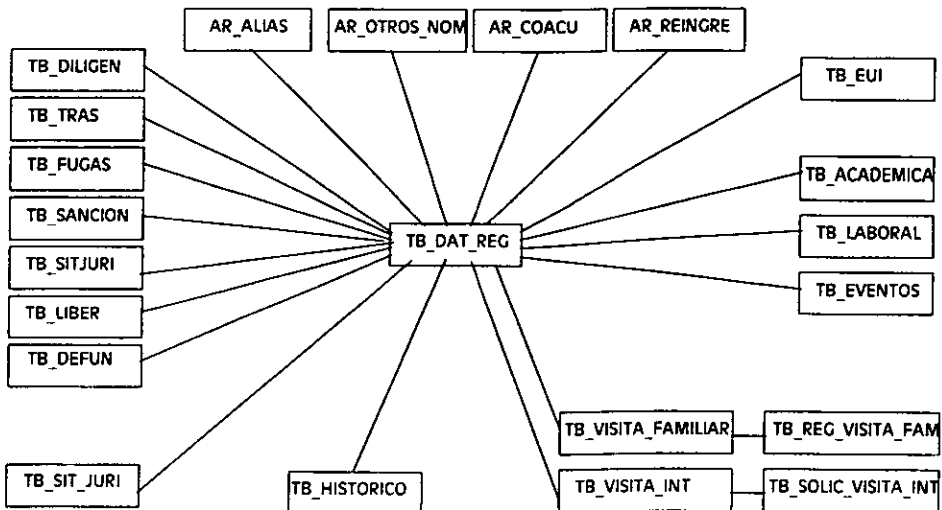 AR_ALIAS
AR_OTROS_NOM
AR_COACU
AR_REINGRE
TB_DILIGEN
TB_EUI
TB_TRAS
TB_FUGAS
TB_ACADEMICA
TB_SANCION
TB_DAT_REG
TB_LABORAL
TB_SITJURI
TB_EVENTOS
TB_LIBER
TB_DEFUN
TB_VISITA_FAMILIAR
TB_REG_VISITA_FAM
TB_SIT_JURI
TB_HISTORICO
TB_VISITA_INT
TB_SOLIC_VISITA_INT